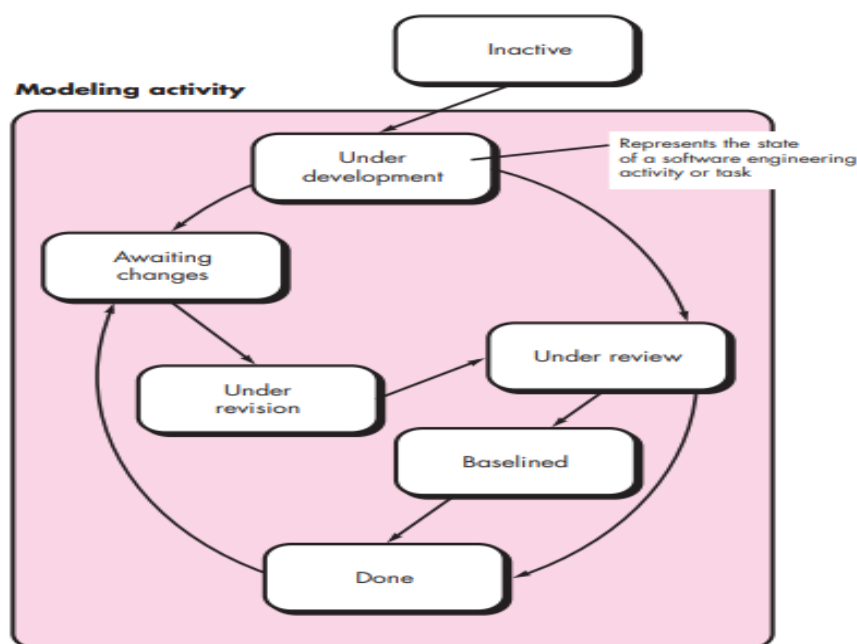 Inactive
Modeling activity
Under
development
Represents the state
of a software engineering
activity or task
Awaiting
changes
Under review
Under
revision
Baselined
Done